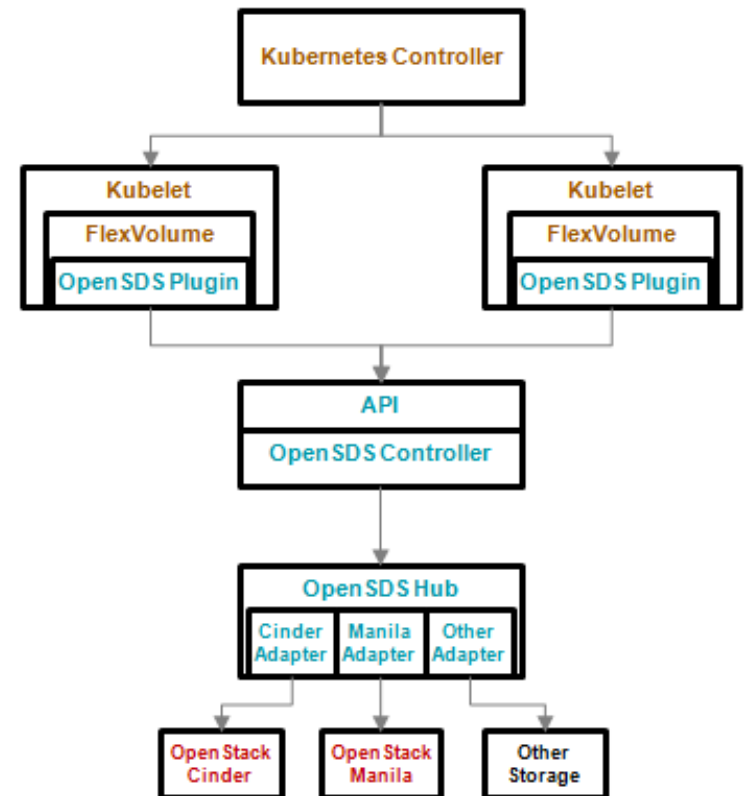 Kubernetes Controller
Kubelet
FlexVolume
Open SDS Plugin
Kubelet
FlexVolume
Open SDS Plugin
API
Open SDS Controller
Open SDS Hub
Cinder
Adapter
Manila
Adapter
Other
Adapter
Open Stack
Cinder
Open Stack
Manila
Other
Storage